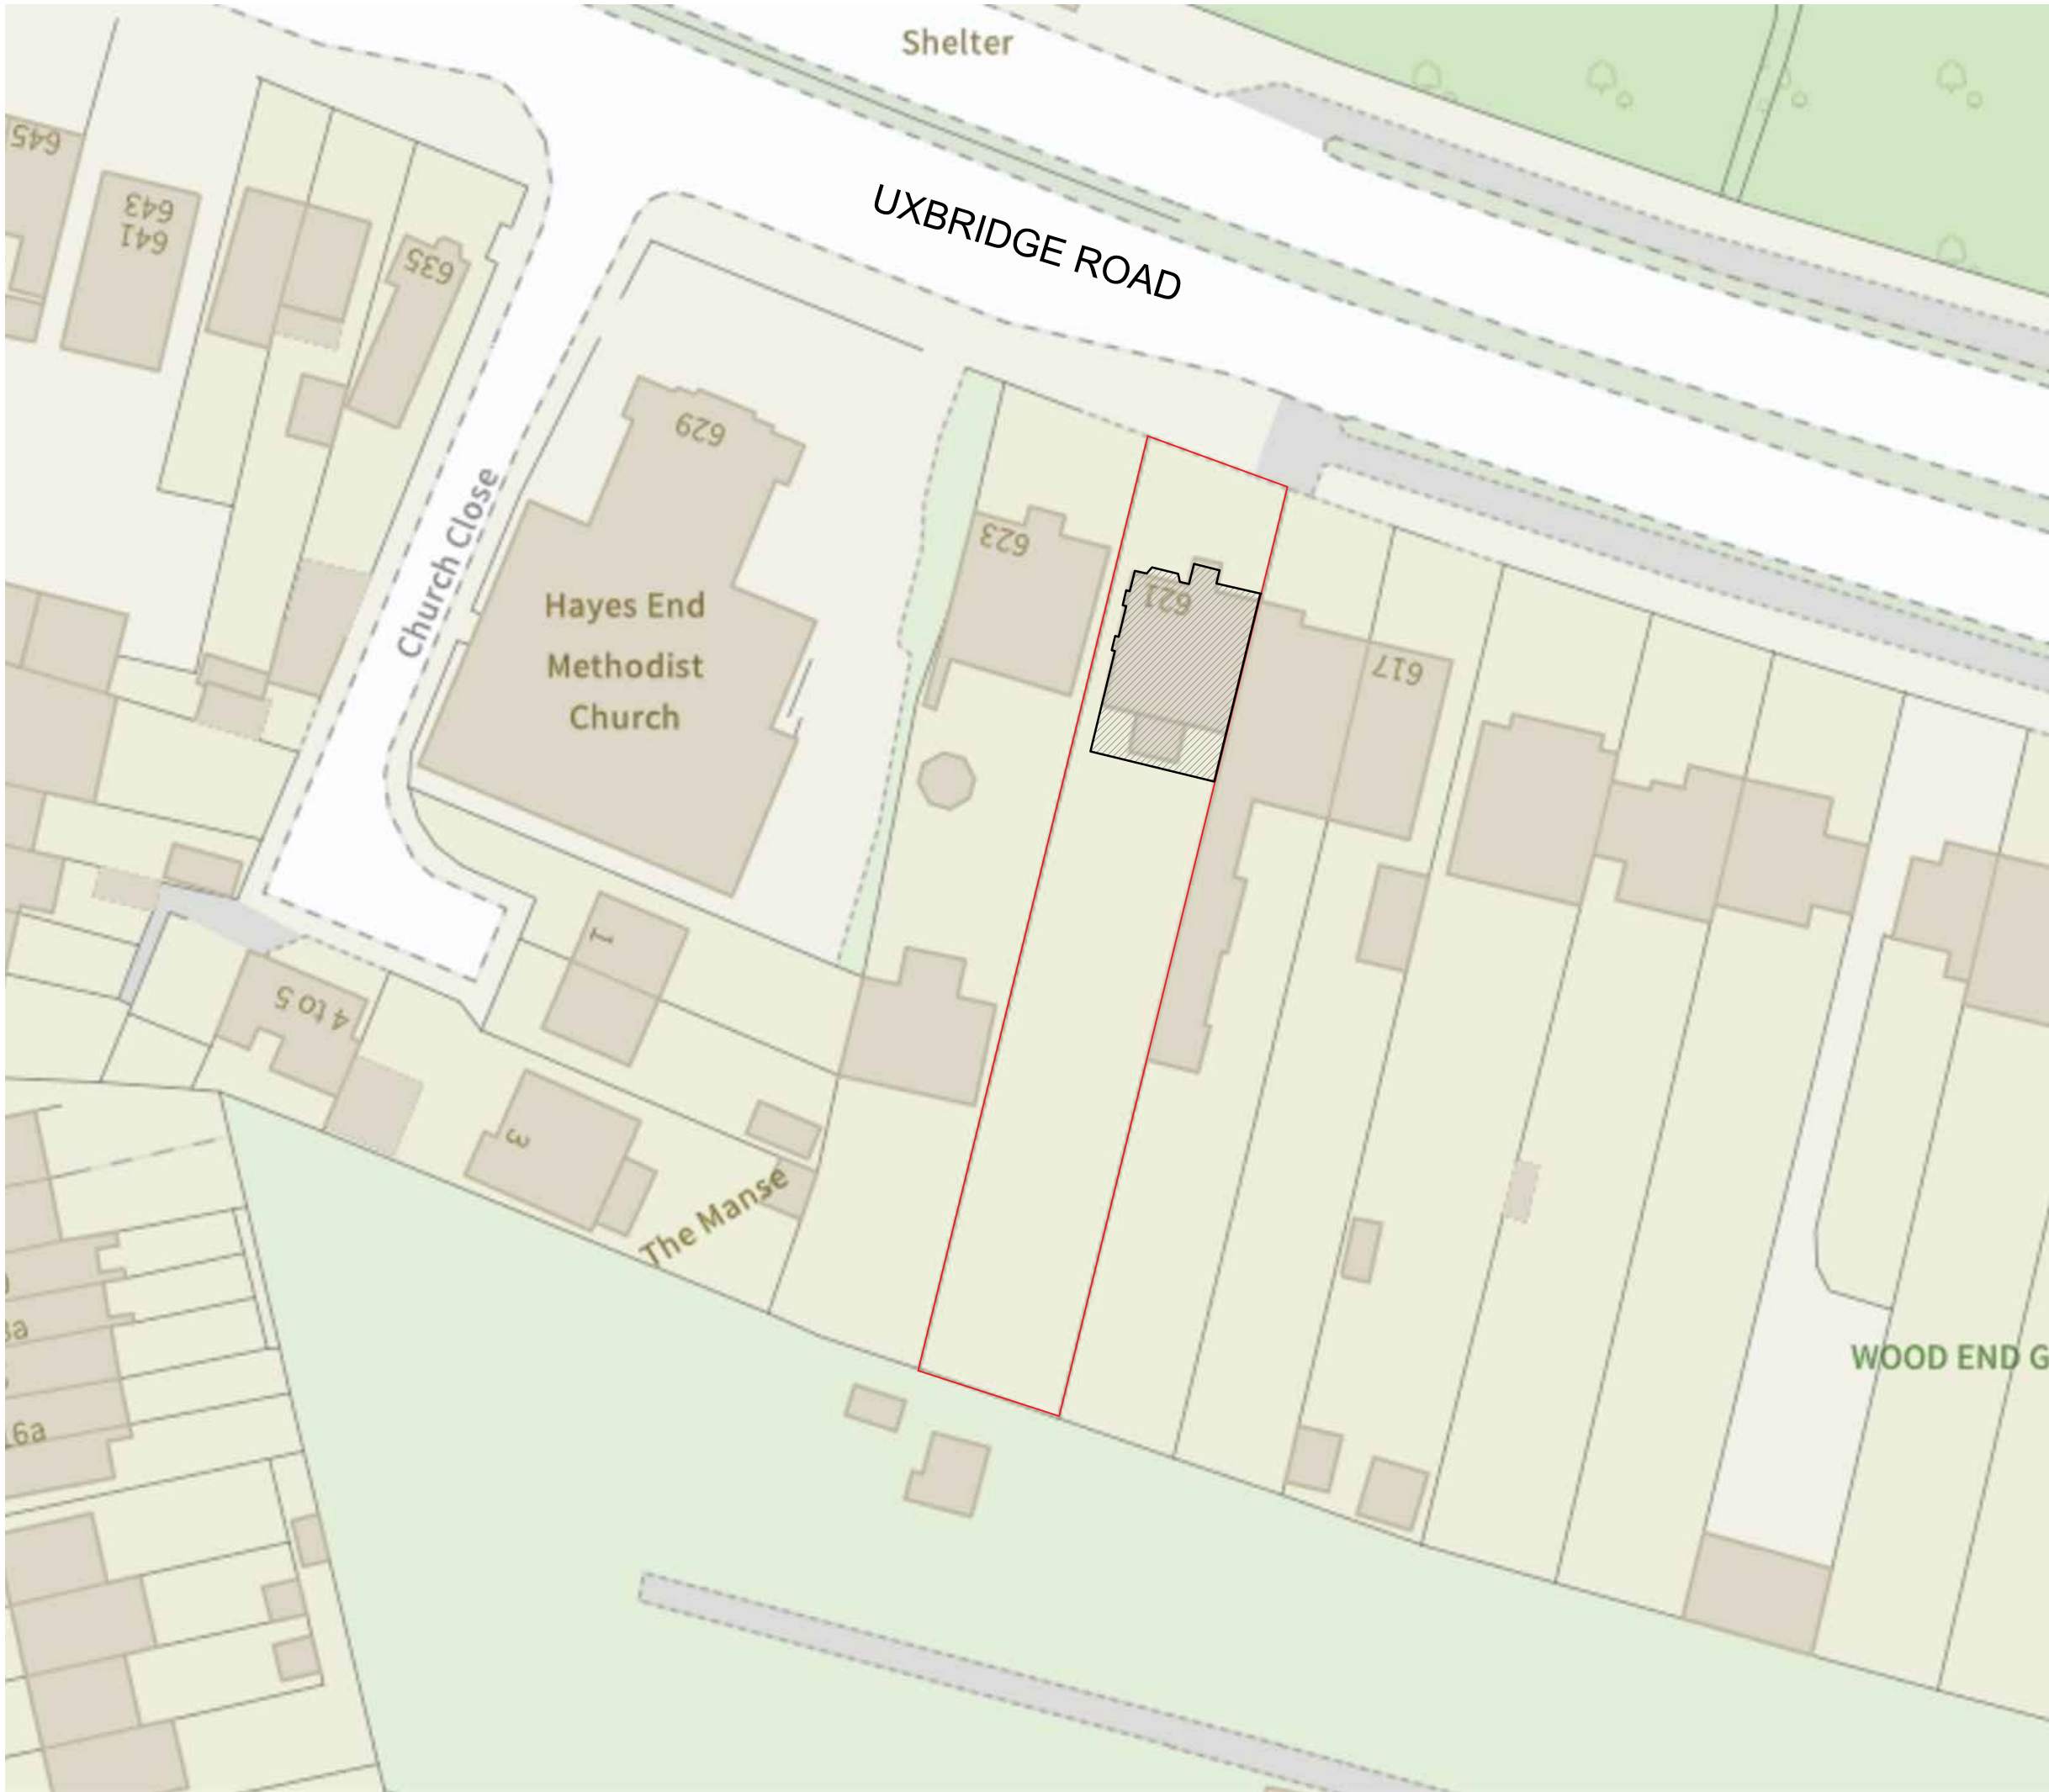 Shelter
645
643
641
635
UXBRIDGE ROAD
629
Church Close
623
621
617
Hayes End
Methodist
Church
1
4 to 5
3
The Manse
WOOD END G
16a